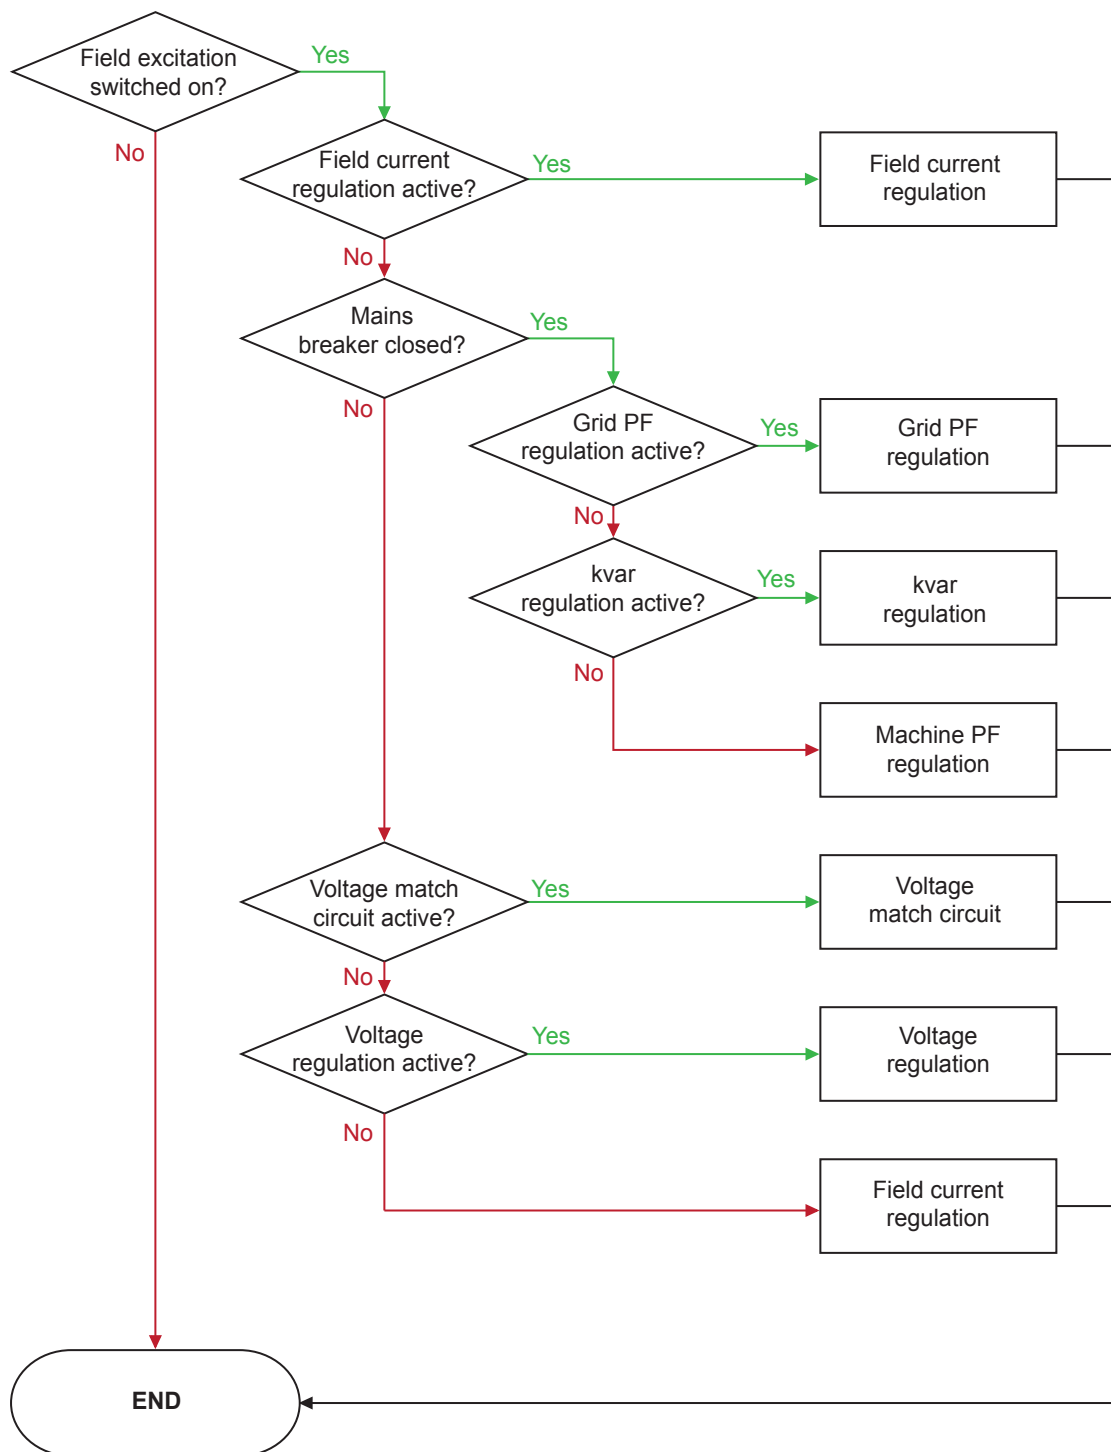 Field excitation
switched on?
Yes
No
Field current
regulation active?
Yes
Field current
regulation
No
Mains
breaker closed?
Yes
No
Grid PF
regulation active?
Yes
Grid PF
regulation
No
kvar
regulation active?
Yes
kvar
regulation
No
Machine PF
regulation
Voltage match
circuit active?
Yes
Voltage
match circuit
No
Voltage
regulation active?
Yes
Voltage
regulation
No
Field current
regulation
END